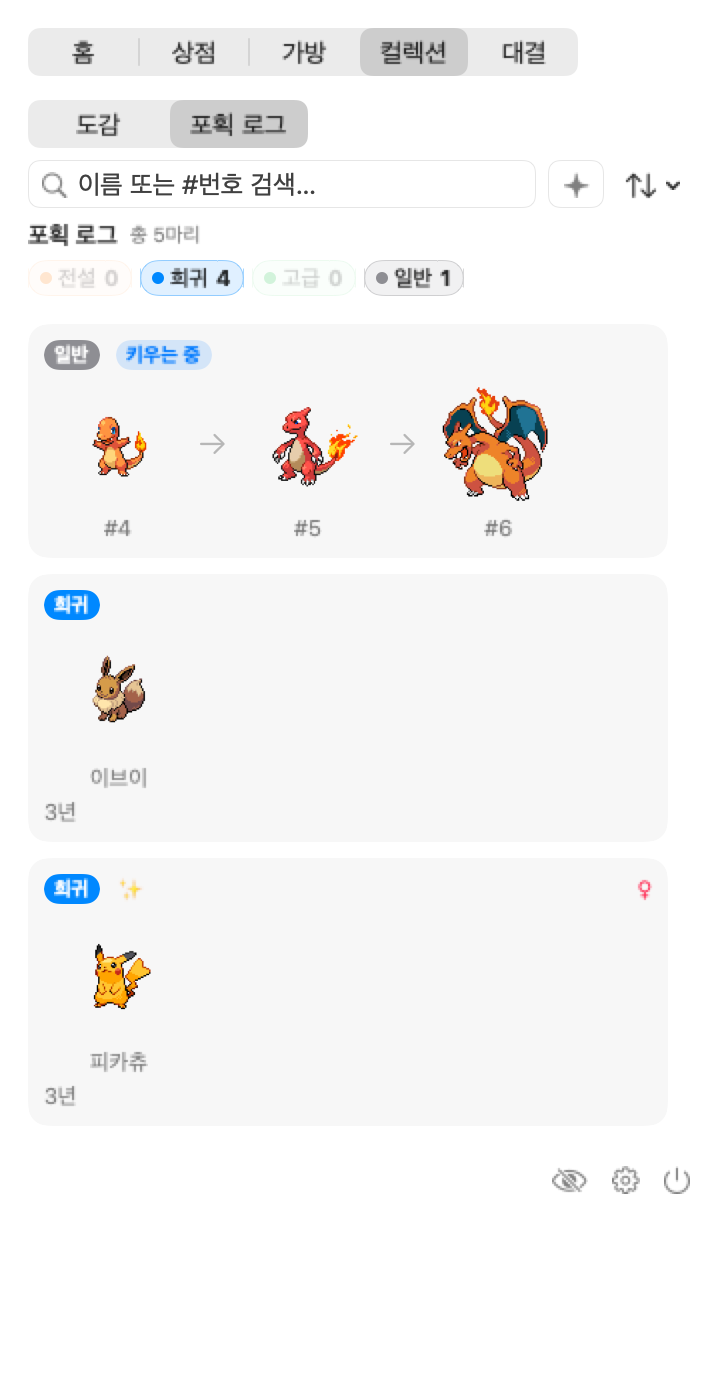 홈 상점 가방 컬렉션 대결
도감 포획 로그
이름 또는 #번호 검색...
포획 로그 총 5마리
전설 0 희귀 4 고급 0 일반 1
일반 키우는 중
#4 #5 #6
희귀
이브이
3년
희귀
피카츄
3년